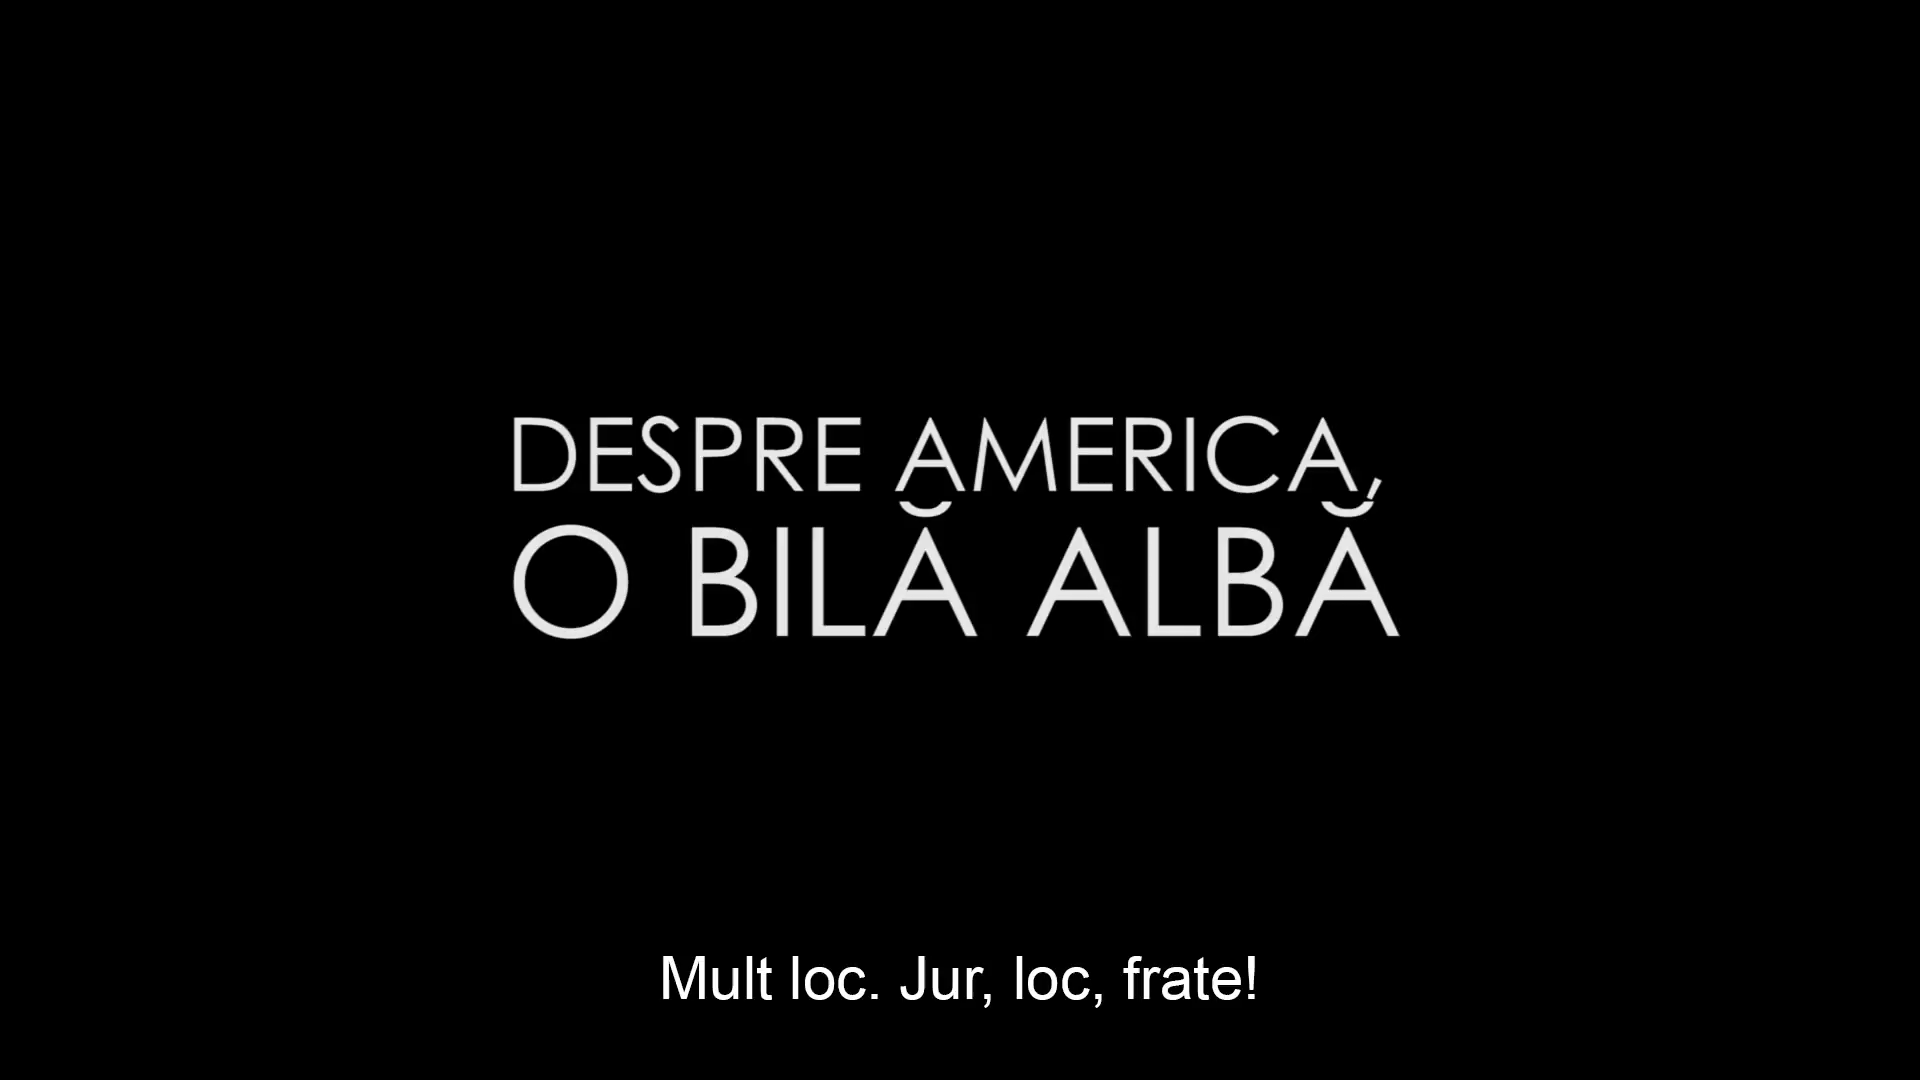 DESPRE AMERICA,
O BILĂ ALBĂ
Mult loc. Jur, loc, frate!